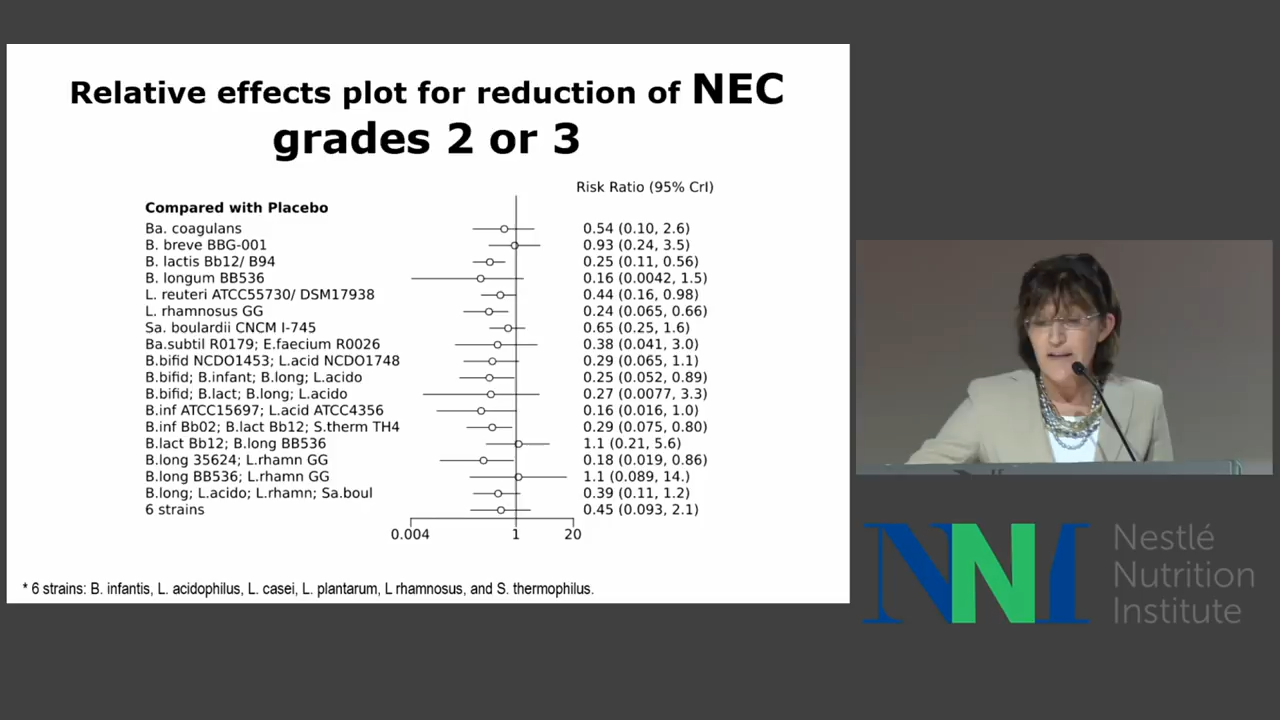 Relative effects plot for reduction of NEC
grades 2 or 3
Risk Ratio (95% CrI)
Compared with Placebo
Ba. coagulans 0.54 (0.10, 2.6)
B. breve BBG-001 0.93 (0.24, 3.5)
B. lactis Bb12/ B94 0.25 (0.11, 0.56)
B. longum BB536 0.16 (0.0042, 1.5)
L. reuteri ATCC55730/ DSM17938 0.44 (0.16, 0.98)
L. rhamnosus GG 0.24 (0.065, 0.66)
Sa. boulardii CNCM I-745 0.65 (0.25, 1.6)
Ba.subtil R0179; E.faecium R0026 0.38 (0.041, 3.0)
B.bifid NCDO1453; L.acid NCDO1748 0.29 (0.065, 1.1)
B.bifid; B.infant; B.long; L.acido 0.25 (0.052, 0.89)
B.bifid; B.lact; B.long; L.acido 0.27 (0.0077, 3.3)
B.inf ATCC15697; L.acid ATCC4356 0.16 (0.016, 1.0)
B.inf Bb02; B.lact Bb12; S.therm TH4 0.29 (0.075, 0.80)
B.lact Bb12; B.long BB536 1.1 (0.21, 5.6)
B.long 35624; L.rhamn GG 0.18 (0.019, 0.86)
B.long BB536; L.rhamn GG 1.1 (0.089, 14.)
B.long; L.acido; L.rhamn; Sa.boul 0.39 (0.11, 1.2)
6 strains 0.45 (0.093, 2.1)
0.004 1 20
* 6 strains: B. infantis, L. acidophilus, L. casei, L. plantarum, L rhamnosus, and S. thermophilus.
NNI
Nestlé
Nutrition
Institute